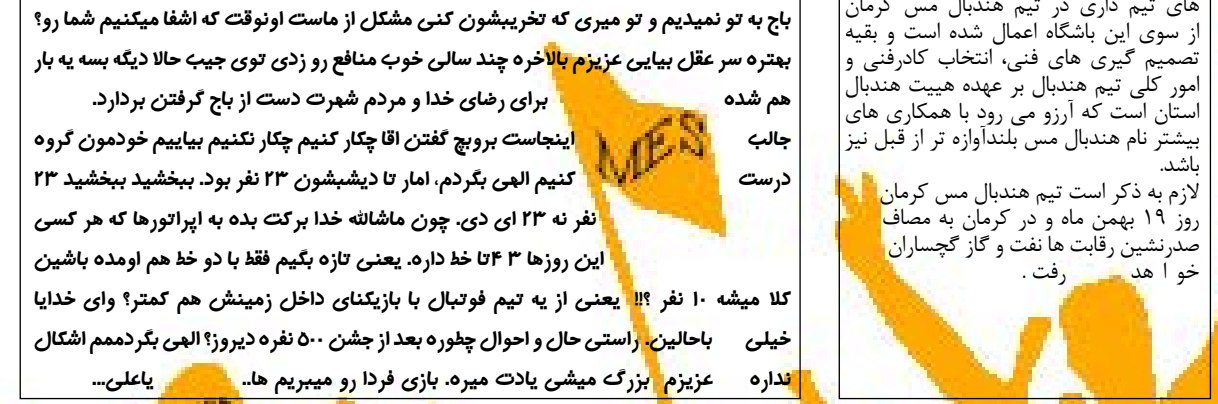 های تیم داری در تیم هندبال مس کرمان
از سوی این باشگاه اعمال شده است و بقیه
تصمیم گیری های فنی، انتخاب کادرفنی و
امور کلی تیم هندبال بر عهده هییت هندبال
استان است که آرزو می رود با همکاری های
بیشتر نام هندبال مس بلندآوازه تر از قبل نیز
باشد.
لازم به ذکر است تیم هندبال مس کرمان
روز ۱۹ بهمن ماه و در کرمان به مصاف
صدرنشین رقابت ها نفت و گاز گچساران
خو ا هد رفت .
باج به تو نمیدیم و تو میری که تخریبشون کنی مشکل از ماست اونوقت که اشفا میکنیم شما رو؟
بهتره سر عقل بیایی عزیزم بالاخره چند سالی خوب منافع رو زدی توی جیب حالا دیگه بسه یه بار
هم شده برای رضای خدا و مردم شهرت دست از باج گرفتن بردارد.
جالب اینجاست بروبچ گفتن اقا چکار کنیم چکار نکنیم بیاییم خودمون گروه
درست کنیم الهی بگردم، امار تا دیشبشون ۲۳ نفر بود. ببخشید ببخشید ۲۳
نفر نه ۲۳ ای دی. چون ماشالله خدا برکت بده به اپراتورها که هر کسی
این روزها ۳ ۴تا خط داره. یعنی تازه بگیم فقط با دو خط هم اومده باشین
کلا میشه ۱۰ نفر ؟!! یعنی از یه تیم فوتبال با بازیکنای داخل زمینش هم کمتر؟ وای خدایا
خیلی باحالین. راستی حال و احوال چطوره بعد از جشن ۵۰۰ نفره دیروز؟ الهی بگردممم اشکال
نداره عزیزم بزرگ میشی یادت میره. بازی فردا رو میبریم ها.. یاعلی...
MES